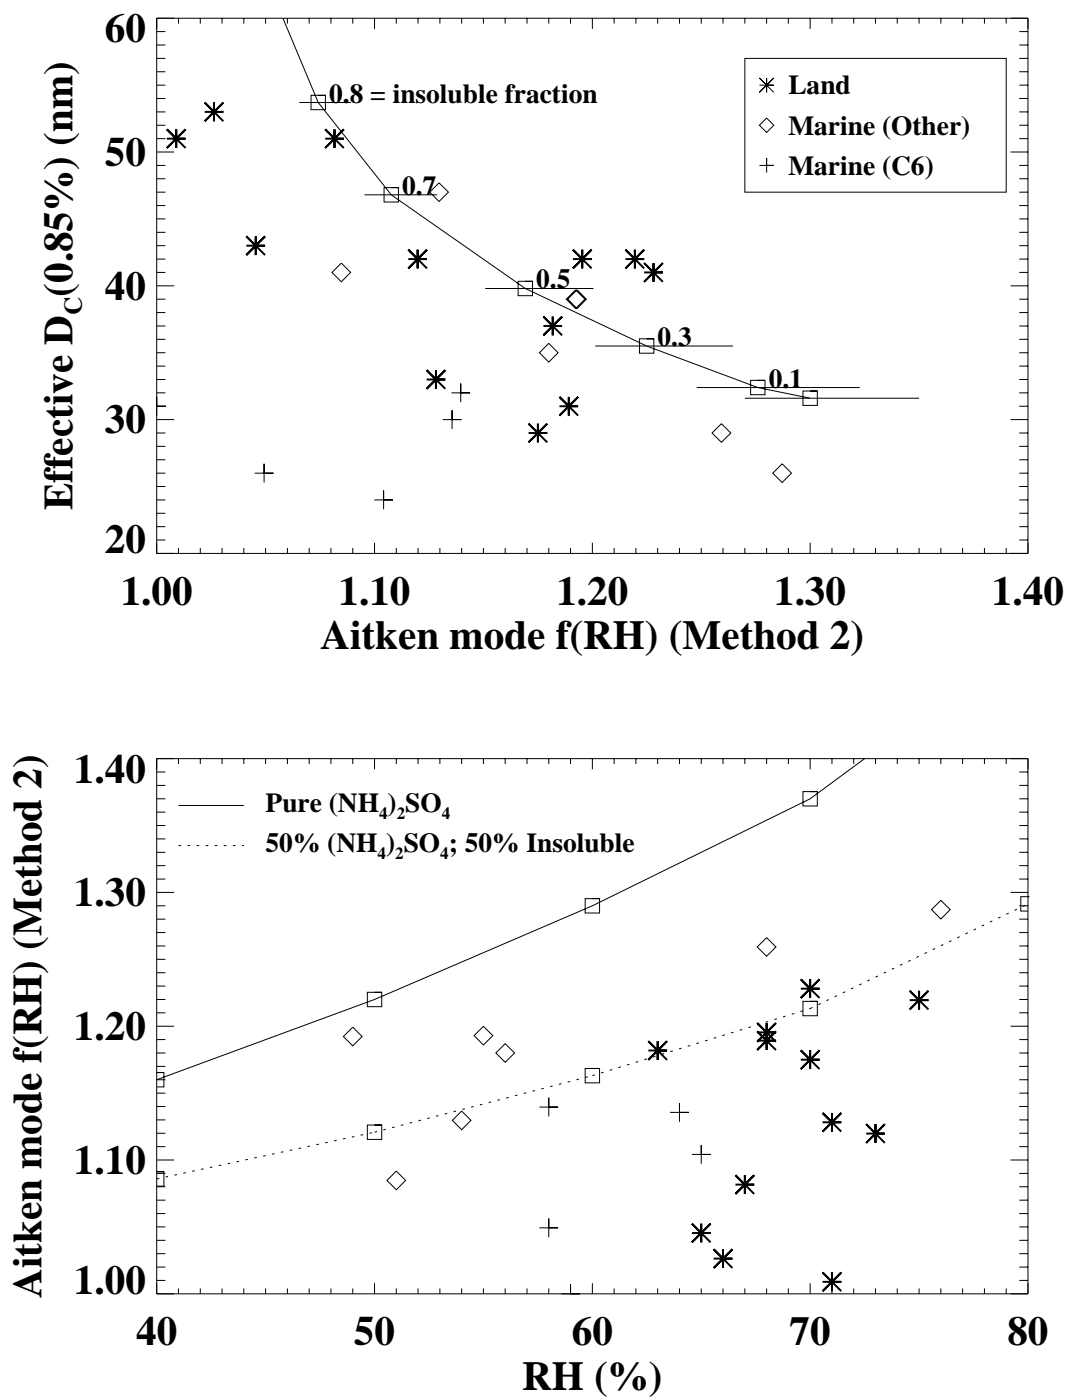 60
50
40
30
20
Effective DC(0.85%) (nm)
0.8 = insoluble fraction
0.7
0.5
0.3
0.1
Land
Marine (Other)
Marine (C6)
1.00 1.10 1.20 1.30 1.40
Aitken mode f(RH) (Method 2)
1.40
1.30
1.20
1.10
1.00
Aitken mode f(RH) (Method 2)
Pure (NH4)2SO4
50% (NH4)2SO4; 50% Insoluble
40 50 60 70 80
RH (%)